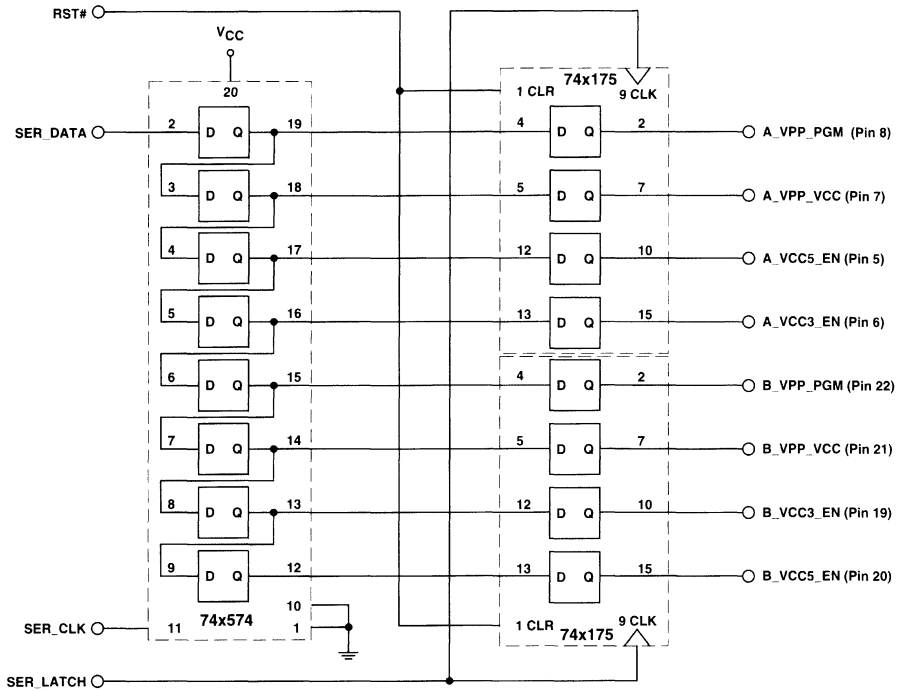 RST#
VCC
20
74x175
1 CLR
9 CLK
SER_DATA
2 D Q 19
4 D Q 2
A_VPP_PGM (Pin 8)
3 D Q 18
5 D Q 7
A_VPP_VCC (Pin 7)
4 D Q 17
12 D Q 10
A_VCC5_EN (Pin 5)
5 D Q 16
13 D Q 15
A_VCC3_EN (Pin 6)
6 D Q 15
4 D Q 2
B_VPP_PGM (Pin 22)
7 D Q 14
5 D Q 7
B_VPP_VCC (Pin 21)
8 D Q 13
12 D Q 10
B_VCC3_EN (Pin 19)
9 D Q 12
13 D Q 15
B_VCC5_EN (Pin 20)
10
74x574
SER_CLK
11
1
1 CLR
9 CLK
74x175
SER_LATCH